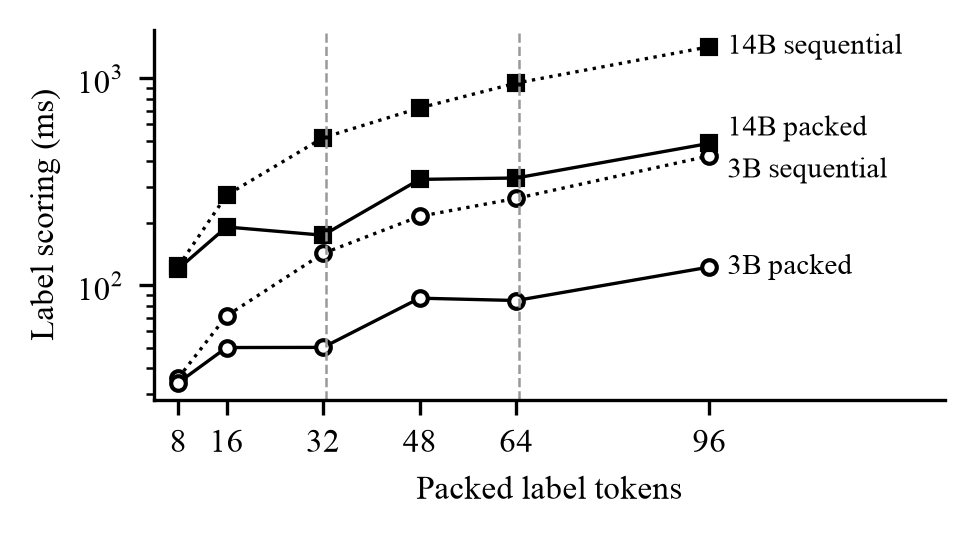 14B sequential
10³
14B packed
3B sequential
3B packed
10²
Label scoring (ms)
8 16 32 48 64 96
Packed label tokens